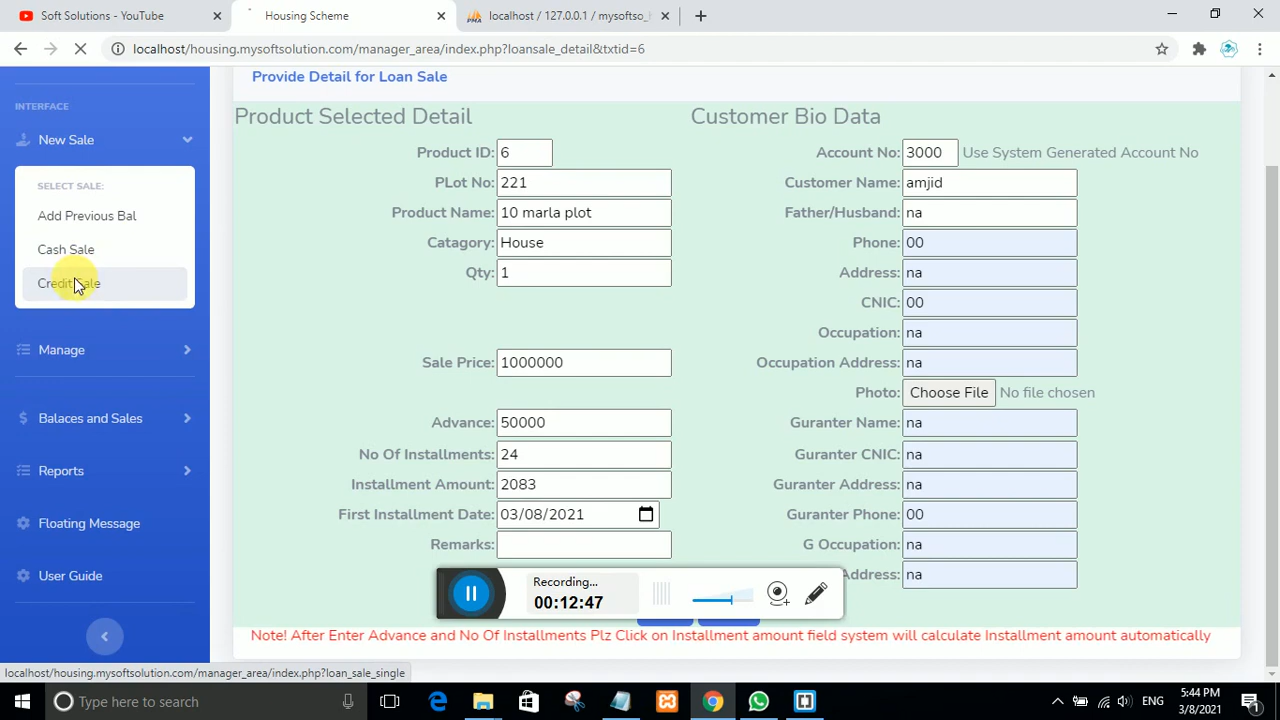 Soft Solutions - YouTube
Housing Scheme
localhost / 127.0.0.1 / mysoftso_h
localhost/housing.mysoftsolution.com/manager_area/index.php?loansale_detail&txtid=6
INTERFACE
New Sale
SELECT SALE:
Add Previous Bal
Cash Sale
Credit Sale
Manage
Balaces and Sales
Reports
Floating Message
User Guide
Provide Detail for Loan Sale
Product Selected Detail
Product ID: 6
PLot No: 221
Product Name: 10 marla plot
Catagory: House
Qty: 1
Sale Price: 1000000
Advance: 50000
No Of Installments: 24
Installment Amount: 2083
First Installment Date: 03/08/2021
Remarks:
Customer Bio Data
Account No: 3000 Use System Generated Account No
Customer Name: amjid
Father/Husband: na
Phone: 00
Address: na
CNIC: 00
Occupation: na
Occupation Address: na
Photo: Choose File No file chosen
Guranter Name: na
Guranter CNIC: na
Guranter Address: na
Guranter Phone: 00
G Occupation: na
Address: na
Recording...
00:12:47
Note! After Enter Advance and No Of Installments Plz Click on Installment amount field system will calculate Installment amount automatically
localhost/housing.mysoftsolution.com/manager_area/index.php?loan_sale_single
Type here to search
ENG
5:44 PM
3/8/2021
1